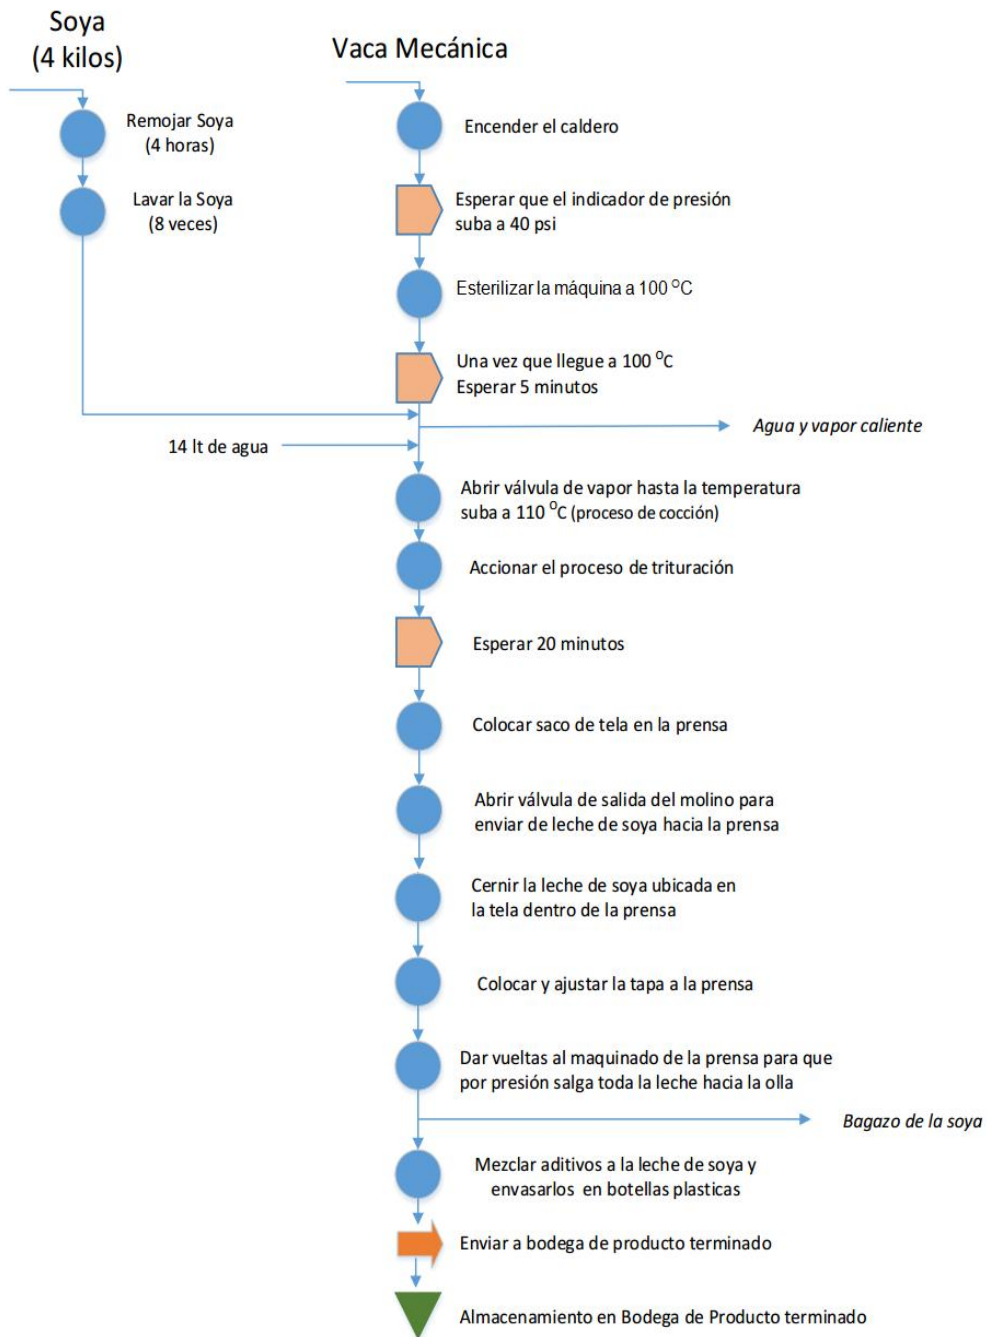 Soya
(4 kilos)
Vaca Mecánica
Remojar Soya
(4 horas)
Lavar la Soya
(8 veces)
Encender el caldero
Esperar que el indicador de presión
suba a 40 psi
Esterilizar la máquina a 100 ºC
Una vez que llegue a 100 ºC
Esperar 5 minutos
Agua y vapor caliente
14 lt de agua
Abrir válvula de vapor hasta la temperatura
suba a 110 ºC (proceso de cocción)
Accionar el proceso de trituración
Esperar 20 minutos
Colocar saco de tela en la prensa
Abrir válvula de salida del molino para
enviar de leche de soya hacia la prensa
Cernir la leche de soya ubicada en
la tela dentro de la prensa
Colocar y ajustar la tapa a la prensa
Dar vueltas al maquinado de la prensa para que
por presión salga toda la leche hacia la olla
Bagazo de la soya
Mezclar aditivos a la leche de soya y
envasarlos en botellas plasticas
Enviar a bodega de producto terminado
Almacenamiento en Bodega de Producto terminado